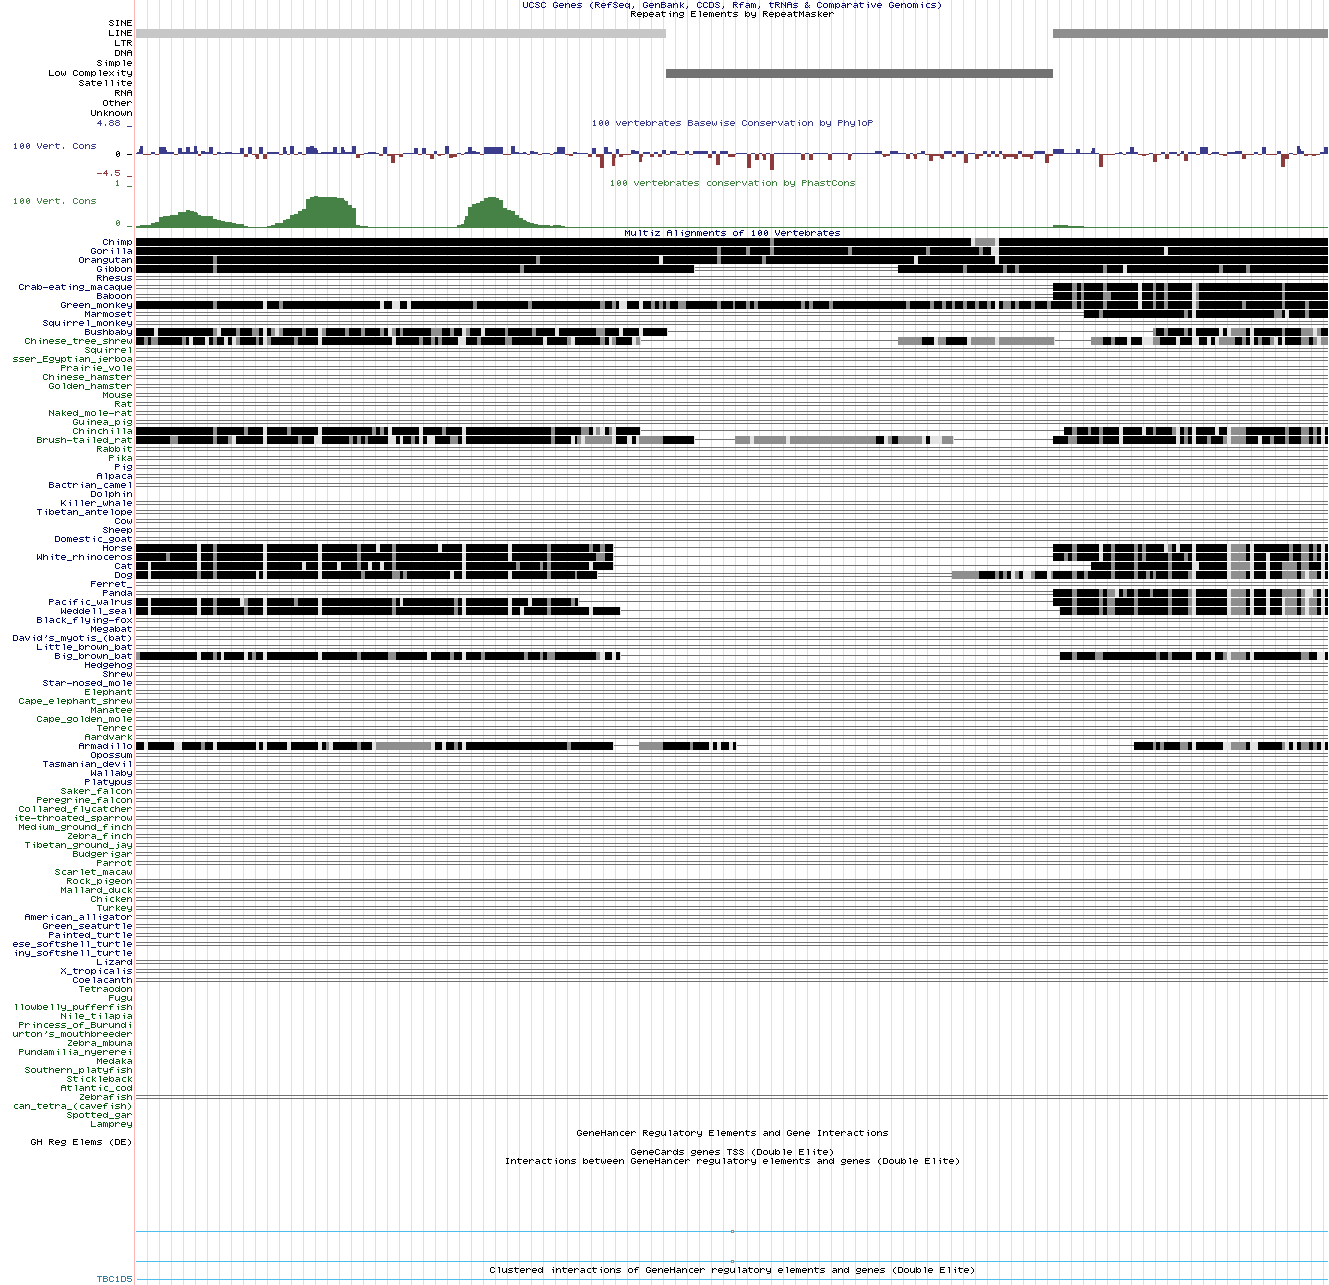 UCSC Genes (RefSeq, GenBank, CCDS, Rfam, tRNAs & Comparative Genomics)
Repeating Elements by RepeatMasker
SINE
LINE
LTR
DNA
Simple
Low Complexity
Satellite
RNA
Other
Unknown
4.88 _
100 vertebrates Basewise Conservation by PhyloP
100 Vert. Cons
0 _
-4.5 _
100 vertebrates conservation by PhastCons
1 _
100 Vert. Cons
0 _
Multiz Alignments of 100 Vertebrates
Chimp
Gorilla
Orangutan
Gibbon
Rhesus
Crab-eating_macaque
Baboon
Green_monkey
Marmoset
Squirrel_monkey
Bushbaby
Chinese_tree_shrew
Squirrel
sser_Egyptian_jerboa
Prairie_vole
Chinese_hamster
Golden_hamster
Mouse
Rat
Naked_mole-rat
Guinea_pig
Chinchilla
Brush-tailed_rat
Rabbit
Pika
Pig
Alpaca
Bactrian_camel
Dolphin
Killer_whale
Tibetan_antelope
Cow
Sheep
Domestic_goat
Horse
White_rhinoceros
Cat
Dog
Ferret_
Panda
Pacific_walrus
Weddell_seal
Black_flying-fox
Megabat
David's_myotis_(bat)
Little_brown_bat
Big_brown_bat
Hedgehog
Shrew
Star-nosed_mole
Elephant
Cape_elephant_shrew
Manatee
Cape_golden_mole
Tenrec
Aardvark
Armadillo
Opossum
Tasmanian_devil
Wallaby
Platypus
Saker_falcon
Peregrine_falcon
Collared_flycatcher
ite-throated_sparrow
Medium_ground_finch
Zebra_finch
Tibetan_ground_jay
Budgerigar
Parrot
Scarlet_macaw
Rock_pigeon
Mallard_duck
Chicken
Turkey
American_alligator
Green_seaturtle
Painted_turtle
ese_softshell_turtle
iny_softshell_turtle
Lizard
X_tropicalis
Coelacanth
Tetraodon
Fugu
llowbelly_pufferfish
Nile_tilapia
Princess_of_Burundi
urton's_mouthbreeder
Zebra_mbuna
Pundamilia_nyererei
Medaka
Southern_platyfish
Stickleback
Atlantic_cod
Zebrafish
can_tetra_(cavefish)
Spotted_gar
Lamprey
GeneHancer Regulatory Elements and Gene Interactions
GH Reg Elems (DE)
GeneCards genes TSS (Double Elite)
Interactions between GeneHancer regulatory elements and genes (Double Elite)
Clustered interactions of GeneHancer regulatory elements and genes (Double Elite)
TBC1D5